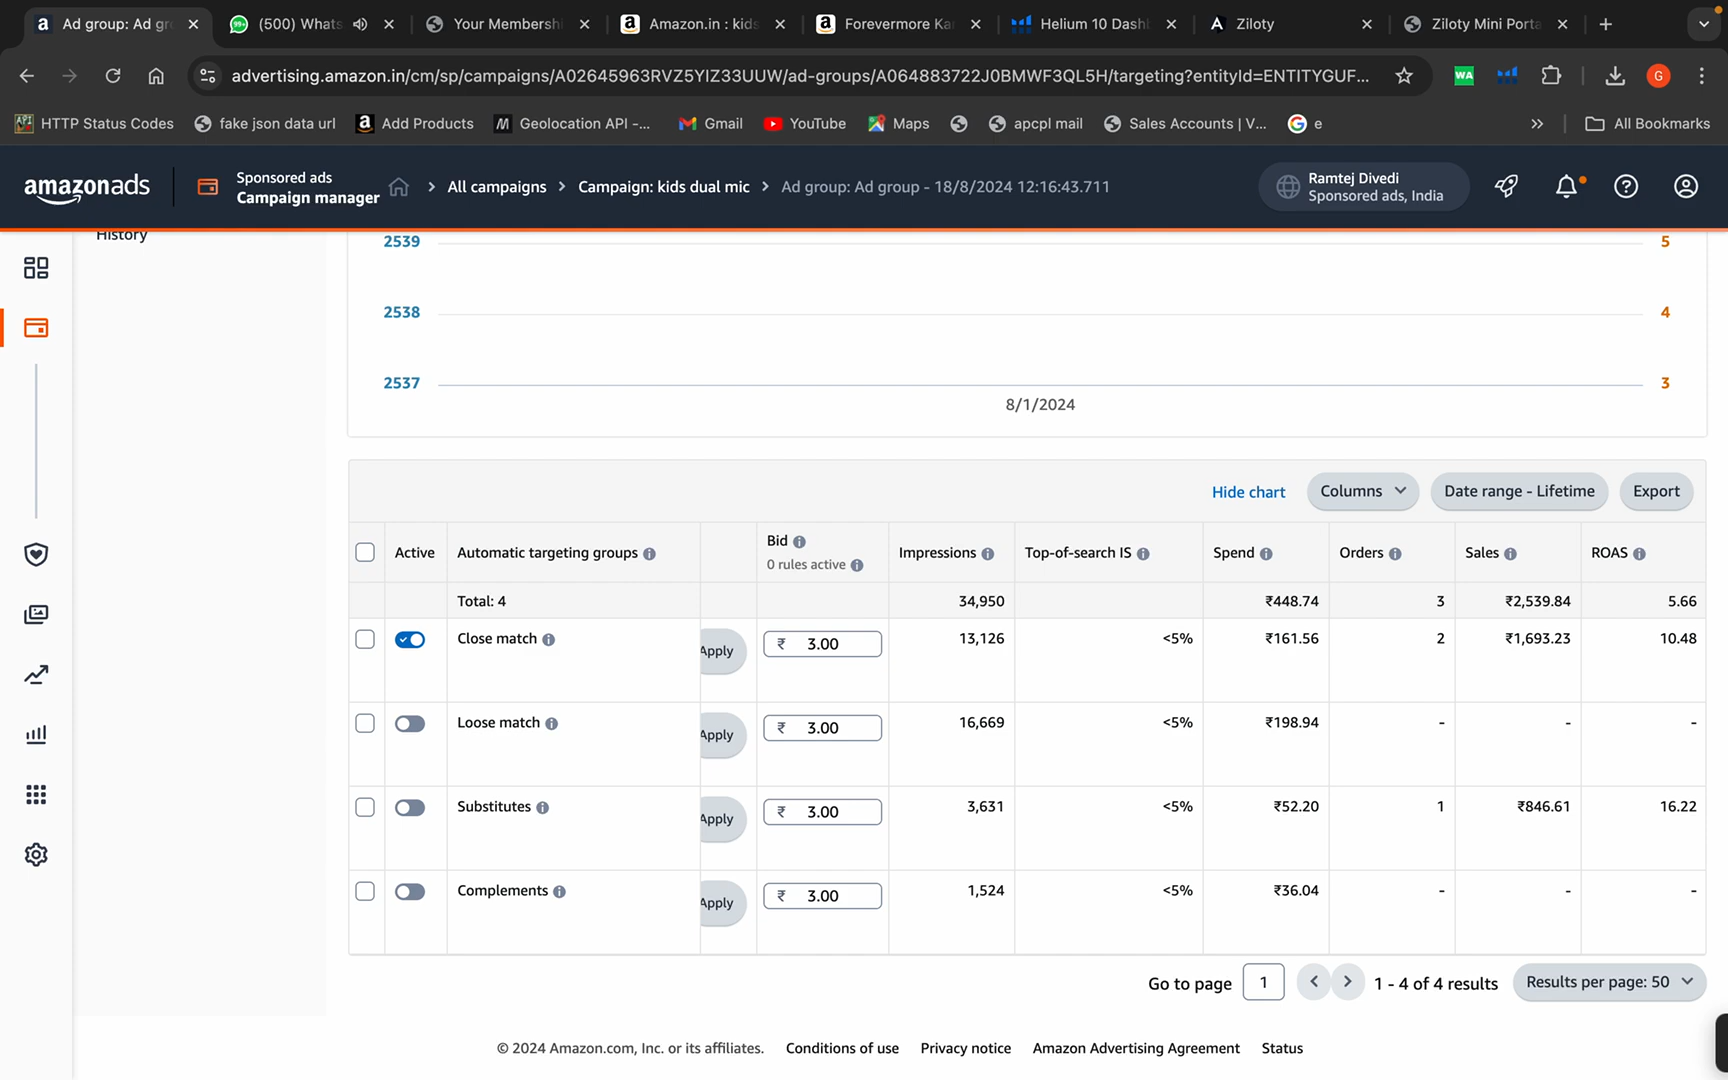 Ad group: Ad gr
(500) Whats
Your Membersh
Amazon.in : kids
Forevermore Ka
Helium 10 Dash
Ziloty
Ziloty Mini Porta
advertising.amazon.in/cm/sp/campaigns/A02645963RVZ5YIZ33UUW/ad-groups/A064883722J0BMWF3QL5H/targeting?entityId=ENTITYGUF...
WA
G
HTTP Status Codes
fake json data url
Add Products
Geolocation API -...
Gmail
YouTube
Maps
apcpl mail
Sales Accounts | V...
e
All Bookmarks
amazonads
Sponsored ads
Campaign manager
All campaigns
Campaign: kids dual mic
Ad group: Ad group - 18/8/2024 12:16:43.711
Ramtej Divedi
Sponsored ads, India
History
2539
5
2538
4
2537
3
8/1/2024
Hide chart
Columns
Date range - Lifetime
Export
Active
Automatic targeting groups
Bid
0 rules active
Impressions
Top-of-search IS
Spend
Orders
Sales
ROAS
Total: 4 34,950 ₹448.74 3 ₹2,539.84 5.66
Close match Apply ₹ 3.00 13,126 <5% ₹161.56 2 ₹1,693.23 10.48
Loose match Apply ₹ 3.00 16,669 <5% ₹198.94 - - -
Substitutes Apply ₹ 3.00 3,631 <5% ₹52.20 1 ₹846.61 16.22
Complements Apply ₹ 3.00 1,524 <5% ₹36.04 - - -
Go to page 1 1 - 4 of 4 results Results per page: 50
© 2024 Amazon.com, Inc. or its affiliates. Conditions of use Privacy notice Amazon Advertising Agreement Status